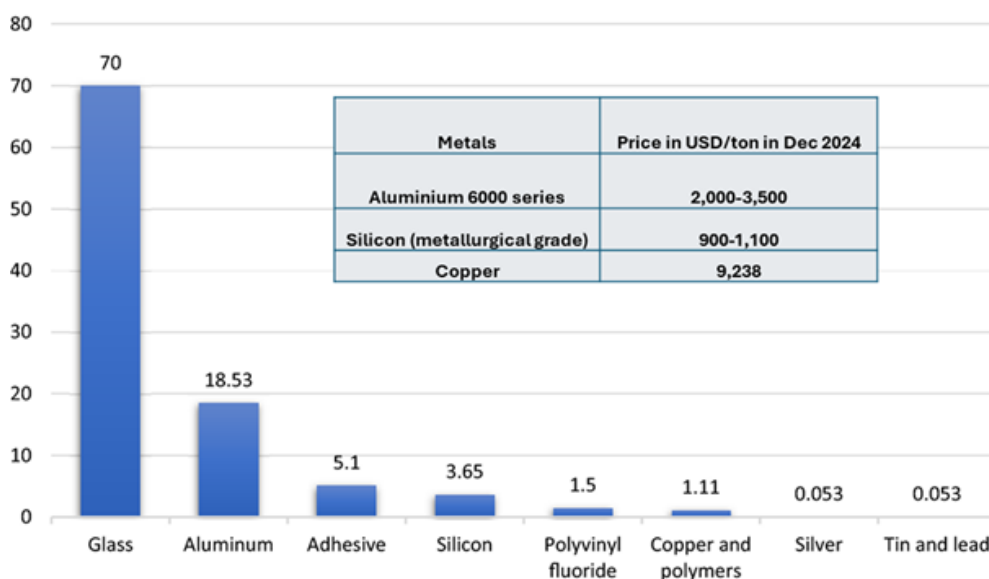 80
70
60
50
40
30
20
10
0
70
18.53
5.1
3.65
1.5
1.11
0.053
0.053
Metals Price in USD/ton in Dec 2024
Aluminium 6000 series 2,000-3,500
Silicon (metallurgical grade) 900-1,100
Copper 9,238
Glass Aluminum Adhesive Silicon Polyvinyl Copper and Silver Tin and lead
fluoride polymers